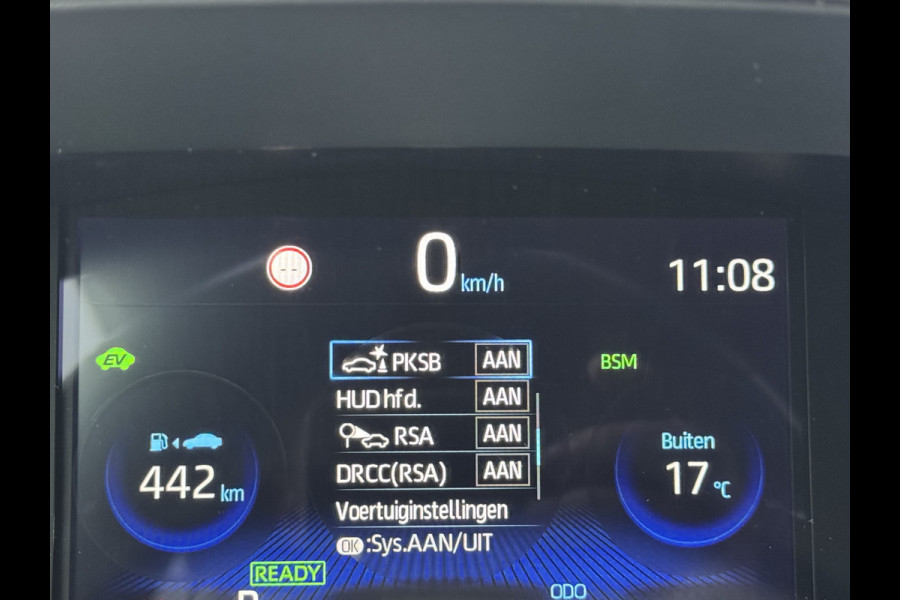 -- 0 km/h 11:08
EV
PKSB AAN
BSM
HUD hfd. AAN
RSA AAN
DRCC(RSA) AAN
Voertuiginstellingen
OK :Sys.AAN/UIT
442 km
Buiten
17 °C
READY
ODO